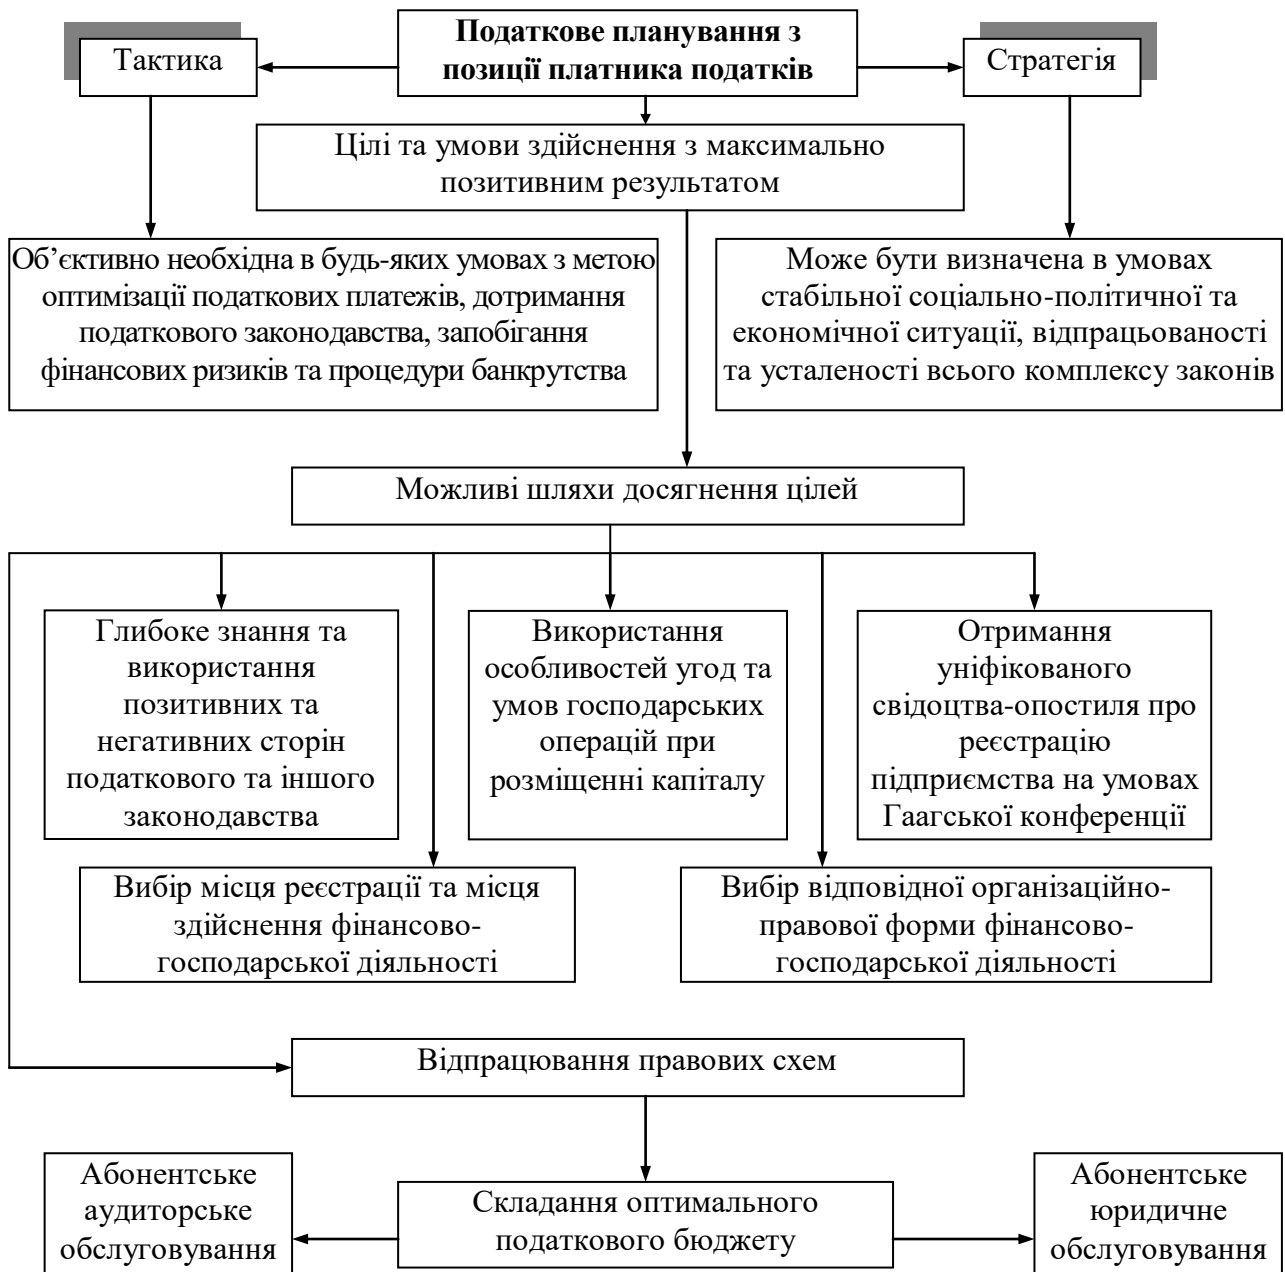 Податкове планування з
позиції платника податків
Тактика
Стратегія
Цілі та умови здійснення з максимально
позитивним результатом
Об’єктивно необхідна в будь-яких умовах з метою
оптимізації податкових платежів, дотримання
податкового законодавства, запобігання
фінансових ризиків та процедури банкрутства
Може бути визначена в умовах
стабільної соціально-політичної та
економічної ситуації, відпрацьованості
та усталеності всього комплексу законів
Можливі шляхи досягнення цілей
Глибоке знання та
використання
позитивних та
негативних сторін
податкового та іншого
законодавства
Використання
особливостей угод та
умов господарських
операцій при
розміщенні капіталу
Отримання
уніфікованого
свідоцтва-опостиля про
реєстрацію
підприємства на умовах
Гаагської конференції
Вибір місця реєстрації та місця
здійснення фінансово-
господарської діяльності
Вибір відповідної організаційно-
правової форми фінансово-
господарської діяльності
Відпрацювання правових схем
Абонентське
аудиторське
обслуговування
Складання оптимального
податкового бюджету
Абонентське
юридичне
обслуговування